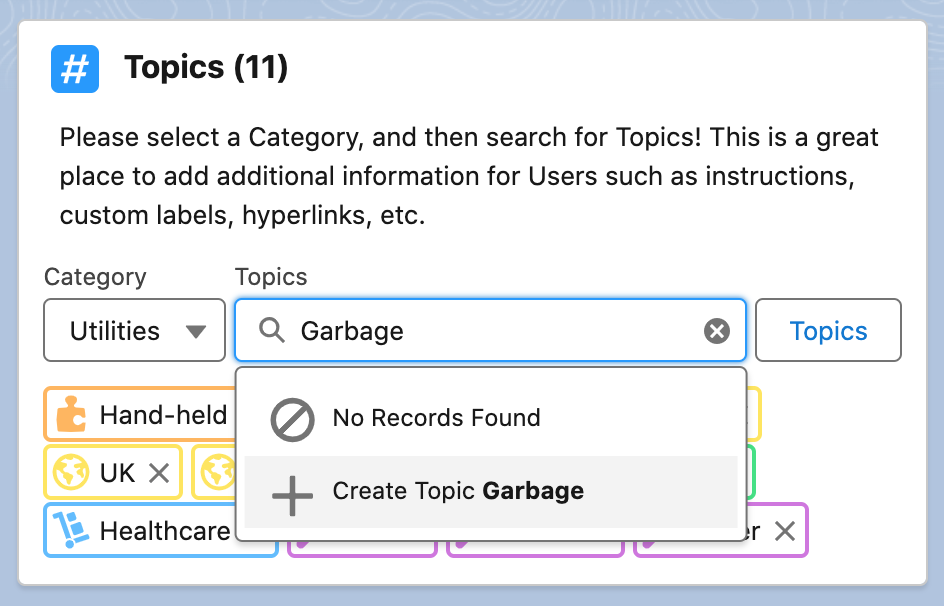 # Topics (11)
Please select a Category, and then search for Topics! This is a great
place to add additional information for Users such as instructions,
custom labels, hyperlinks, etc.
Category Topics
Utilities Garbage Topics
Hand-held
No Records Found
UK
Create Topic Garbage
Healthcare